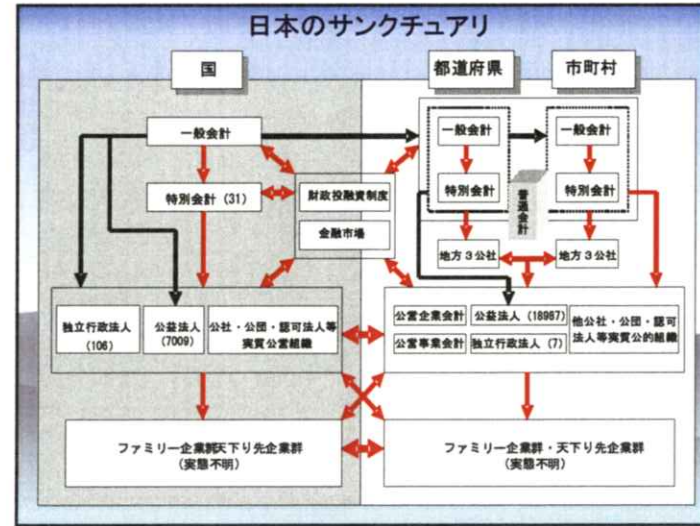 日本のサンクチュアリ
国
都道府県
市町村
一般会計
一般会計
一般会計
特別会計 (31)
財政投融資制度
特別会計
特別会計
普通会計
金融市場
地方３公社
地方３公社
独立行政法人
(106)
公益法人
(7009)
公社・公団・認可法人等
実質公営組織
公営企業会計
公益法人 (18987)
他公社・公団・認可
法人等実質公的組織
公営事業会計
独立行政法人 (7)
ファミリー企業群天下り先企業群
(実態不明)
ファミリー企業群・天下り先企業群
(実態不明)